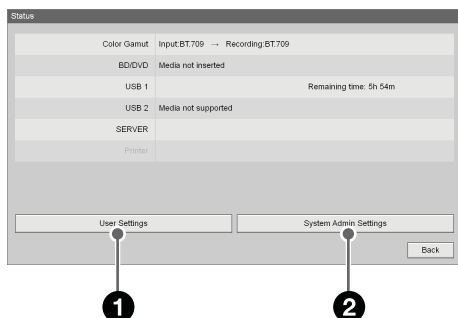 Status
Color Gamut Input:BT.709 → Recording:BT.709
BD/DVD Media not inserted
USB 1 Remaining time: 5h 54m
USB 2 Media not supported
SERVER
Printer
User Settings System Admin Settings
Back
1 2